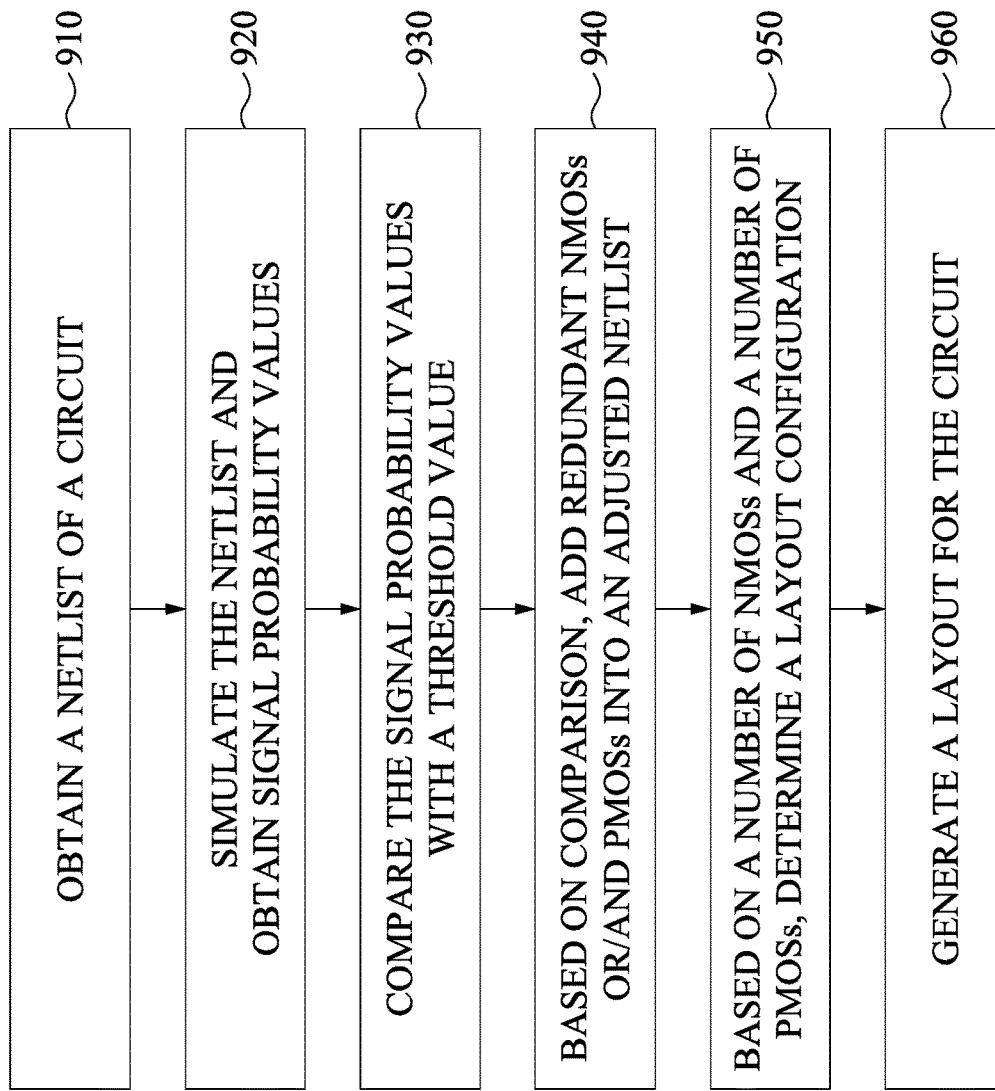 OBTAIN A NETLIST OF A CIRCUIT
910
SIMULATE THE NETLIST AND
OBTAIN SIGNAL PROBABILITY VALUES
920
COMPARE THE SIGNAL PROBABILITY VALUES
WITH A THRESHOLD VALUE
930
BASED ON COMPARISON, ADD REDUNDANT NMOSs
OR/AND PMOSs INTO AN ADJUSTED NETLIST
940
BASED ON A NUMBER OF NMOSs AND A NUMBER OF
PMOSs, DETERMINE A LAYOUT CONFIGURATION
950
GENERATE A LAYOUT FOR THE CIRCUIT
960